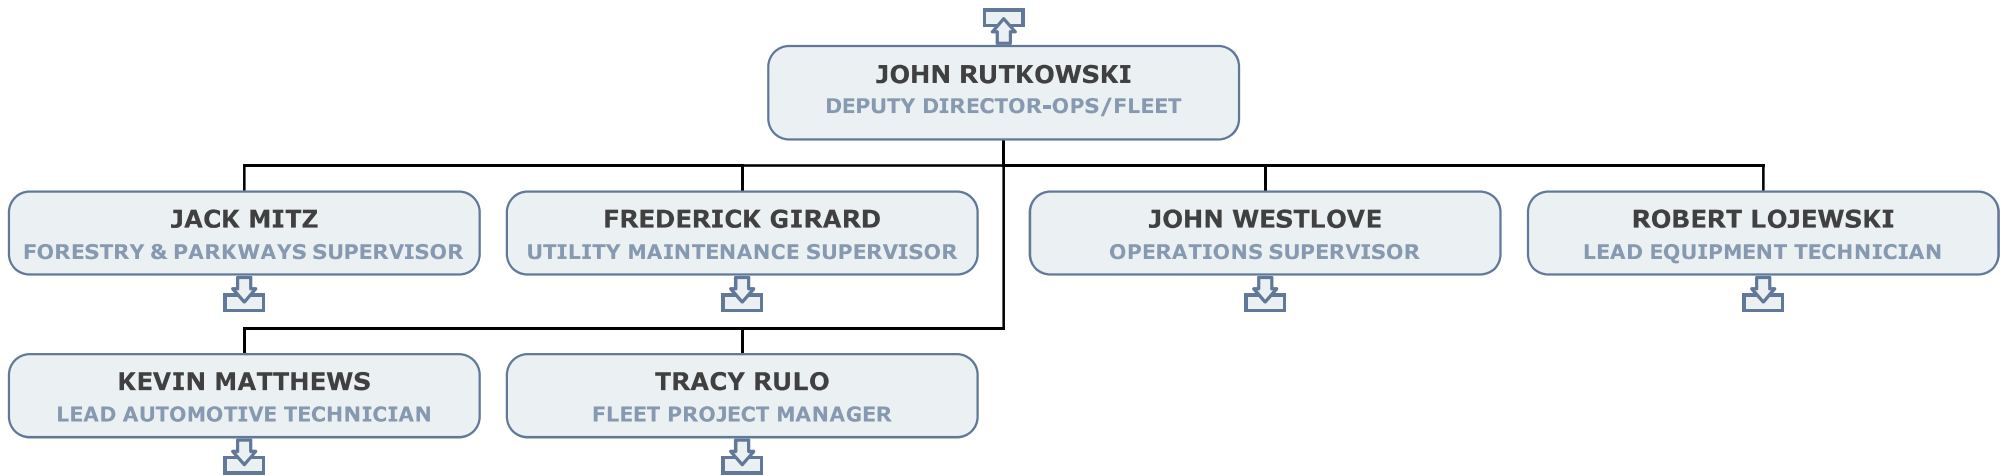 JOHN RUTKOWSKI
DEPUTY DIRECTOR-OPS/FLEET
JACK MITZ
FORESTRY & PARKWAYS SUPERVISOR
FREDERICK GIRARD
UTILITY MAINTENANCE SUPERVISOR
JOHN WESTLOVE
OPERATIONS SUPERVISOR
ROBERT LOJEWSKI
LEAD EQUIPMENT TECHNICIAN
KEVIN MATTHEWS
LEAD AUTOMOTIVE TECHNICIAN
TRACY RULO
FLEET PROJECT MANAGER